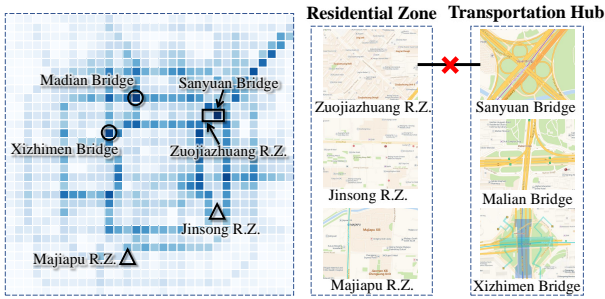 Madian Bridge
Sanyuan Bridge
Xizhimen Bridge
Zuojiazhuang R.Z.
Jinsong R.Z.
Majiapu R.Z.
Residential Zone
Transportation Hub
Zuojiazhuang R.Z.
Sanyuan Bridge
Jinsong R.Z.
Malian Bridge
Majiapu R.Z.
Xizhimen Bridge